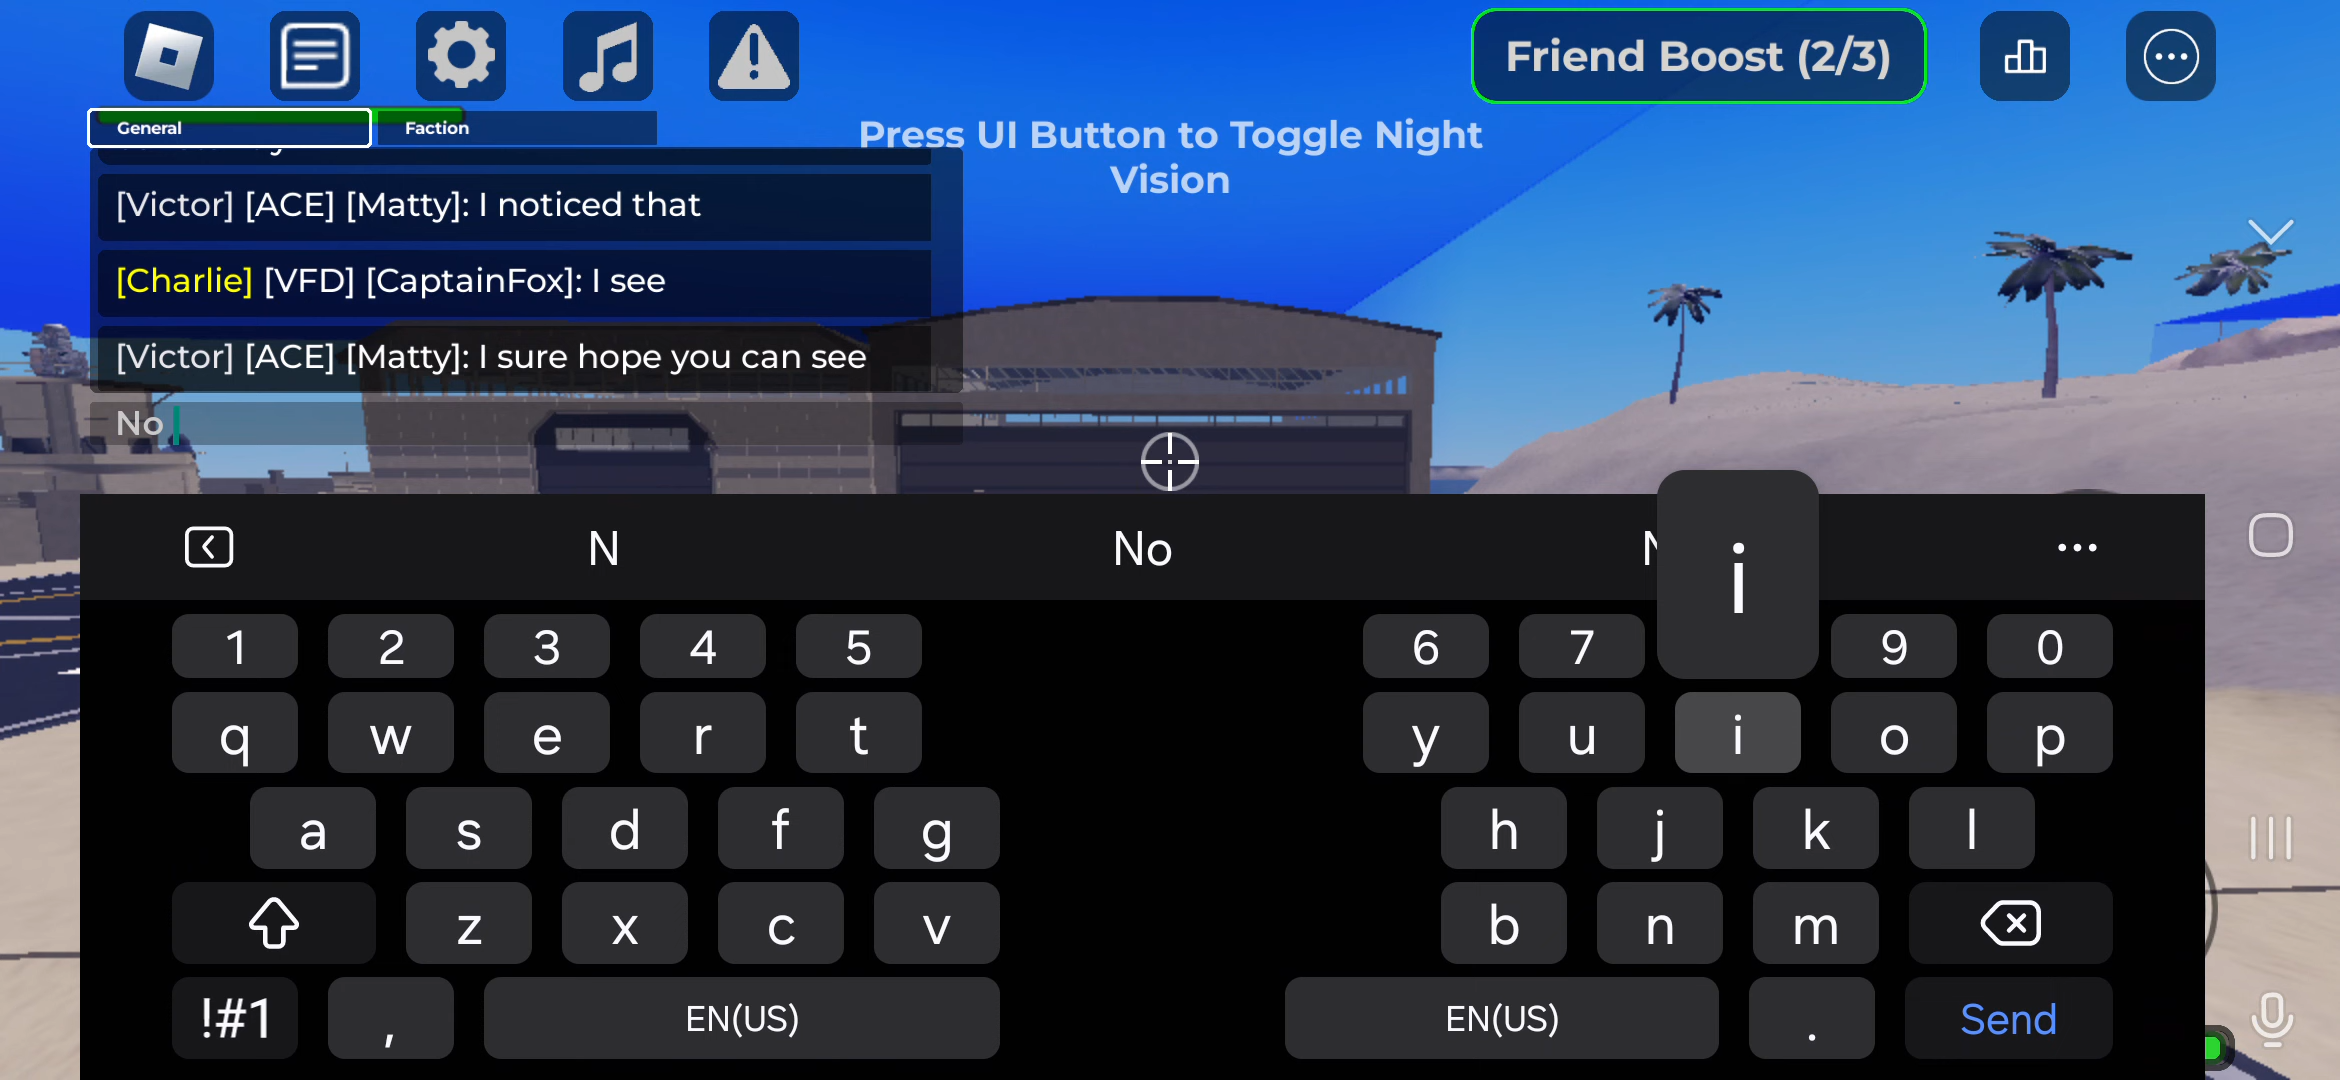 Friend Boost (2/3)
General
Faction
Press UI Button to Toggle Night
Vision
[Victor] [ACE] [Matty]: I noticed that
[Charlie] [VFD] [CaptainFox]: I see
[Victor] [ACE] [Matty]: I sure hope you can see
No
N No
i
1 2 3 4 5 6 7 9 0
q w e r t y u i o p
a s d f g h j k l
z x c v b n m
!#1 , EN(US) EN(US) . Send